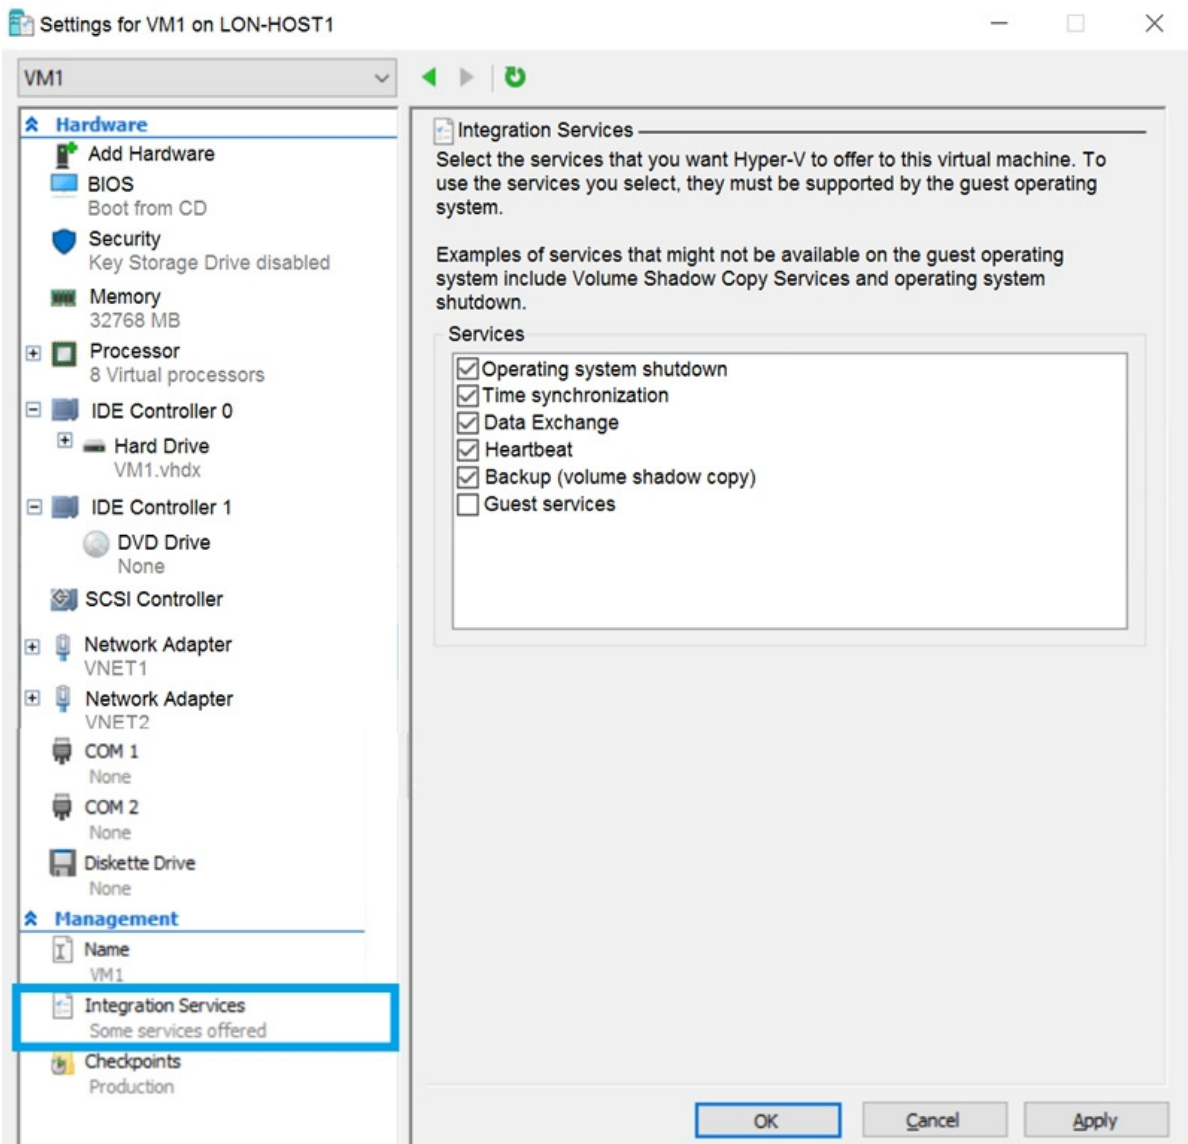 Settings for VM1 on LON-HOST1
VM1
Hardware
Add Hardware
BIOS
Boot from CD
Security
Key Storage Drive disabled
Memory
32768 MB
Processor
8 Virtual processors
IDE Controller 0
Hard Drive
VM1.vhdx
IDE Controller 1
DVD Drive
None
SCSI Controller
Network Adapter
VNET1
Network Adapter
VNET2
COM 1
None
COM 2
None
Diskette Drive
None
Management
Name
VM1
Integration Services
Some services offered
Checkpoints
Production
Integration Services
Select the services that you want Hyper-V to offer to this virtual machine. To
use the services you select, they must be supported by the guest operating
system.
Examples of services that might not be available on the guest operating
system include Volume Shadow Copy Services and operating system
shutdown.
Services
Operating system shutdown
Time synchronization
Data Exchange
Heartbeat
Backup (volume shadow copy)
Guest services
OK
Cancel
Apply